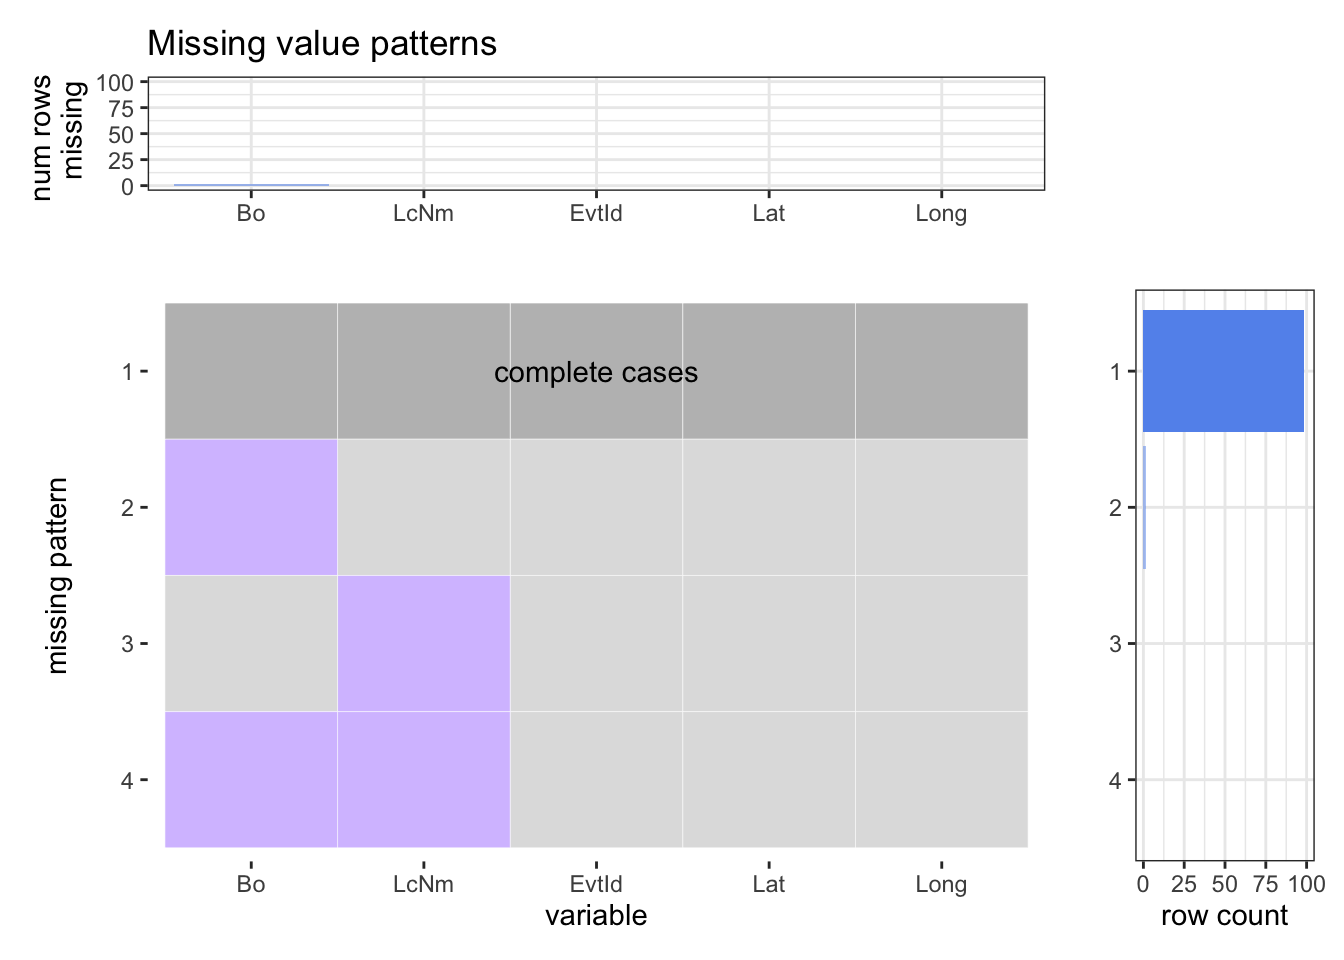 Missing value patterns
num rows
missing
100
75
50
25
0
Bo LcNm EvtId Lat Long
missing pattern
1
complete cases
2
3
4
Bo LcNm EvtId Lat Long
variable
1
2
3
4
0 25 50 75 100
row count